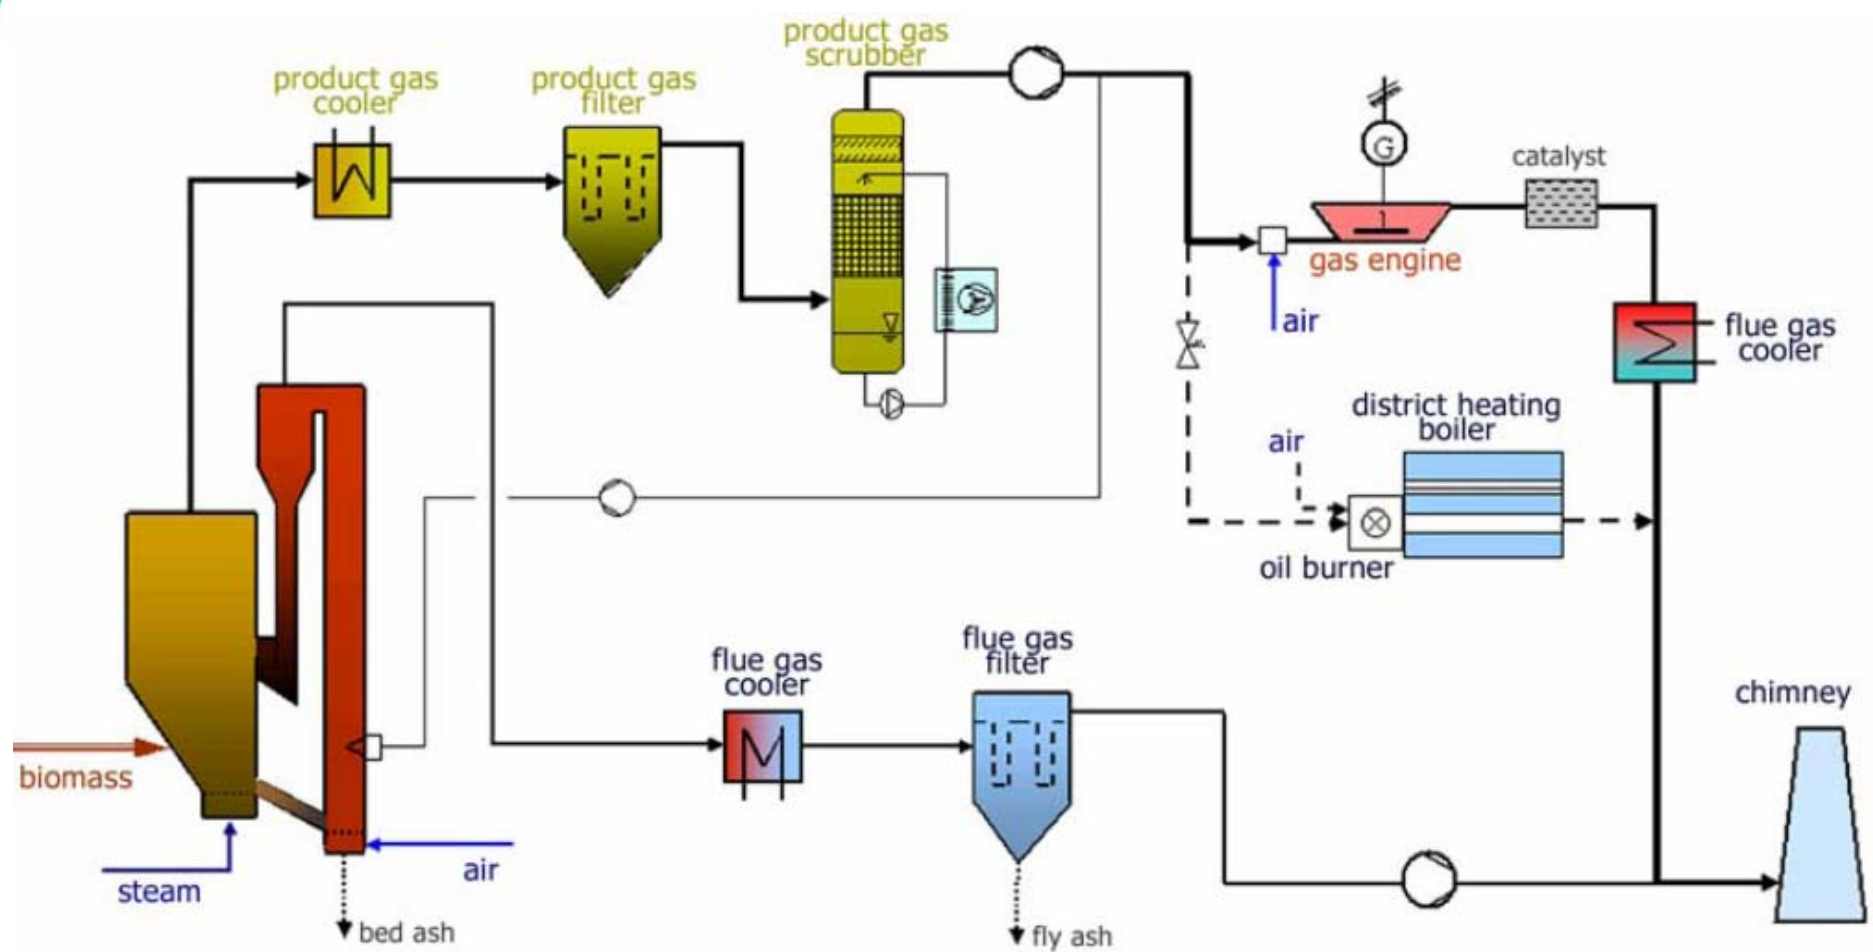 product gas
cooler
product gas
filter
product gas
scrubber
G
catalyst
gas engine
air
flue gas
cooler
district heating
boiler
air
oil burner
flue gas
cooler
flue gas
filter
chimney
biomass
steam
air
bed ash
fly ash